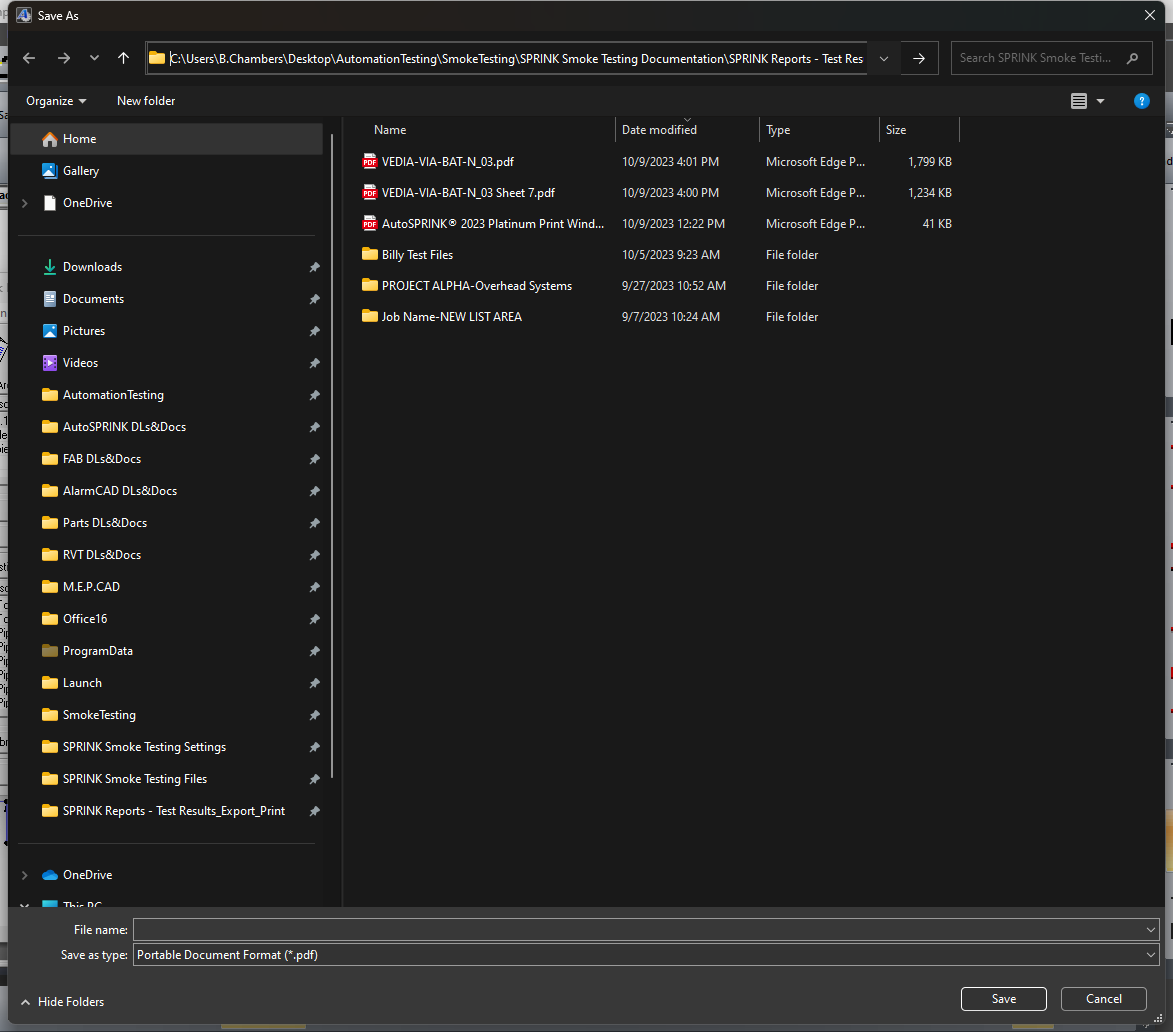 Save As
C:\Users\B.Chambers\Desktop\AutomationTesting\SmokeTesting\SPRINK Smoke Testing Documentation\SPRINK Reports - Test Res
Search SPRINK Smoke Testi...
Organize
New folder
Home
Gallery
OneDrive
Downloads
Documents
Pictures
Videos
AutomationTesting
AutoSPRINK DLs&Docs
FAB DLs&Docs
AlarmCAD DLs&Docs
Parts DLs&Docs
RVT DLs&Docs
M.E.P.CAD
Office16
ProgramData
Launch
SmokeTesting
SPRINK Smoke Testing Settings
SPRINK Smoke Testing Files
SPRINK Reports - Test Results_Export_Print
OneDrive
This PC
Name Date modified Type Size
VEDIA-VIA-BAT-N_03.pdf 10/9/2023 4:01 PM Microsoft Edge P... 1,799 KB
VEDIA-VIA-BAT-N_03 Sheet 7.pdf 10/9/2023 4:00 PM Microsoft Edge P... 1,234 KB
AutoSPRINK® 2023 Platinum Print Wind... 10/9/2023 12:22 PM Microsoft Edge P... 41 KB
Billy Test Files 10/5/2023 9:23 AM File folder
PROJECT ALPHA-Overhead Systems 9/27/2023 10:52 AM File folder
Job Name-NEW LIST AREA 9/7/2023 10:24 AM File folder
File name:
Save as type: Portable Document Format (*.pdf)
Hide Folders
Save
Cancel